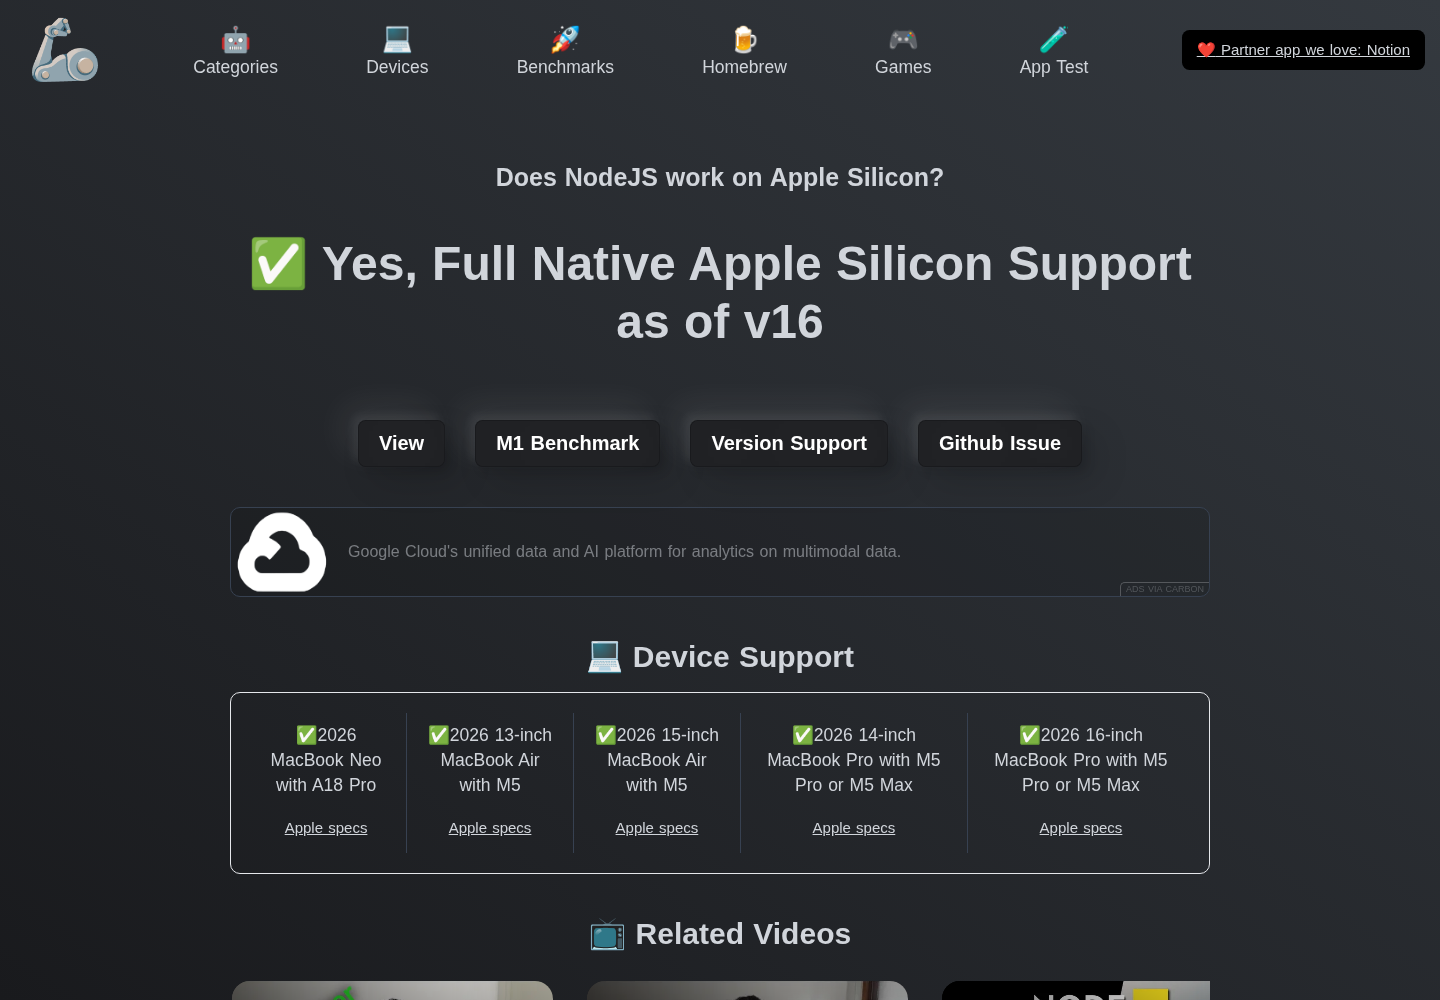 Categories
Devices
Benchmarks
Homebrew
Games
App Test
❤️ Partner app we love: Notion
Does NodeJS work on Apple Silicon?
✅ Yes, Full Native Apple Silicon Support
as of v16
View
M1 Benchmark
Version Support
Github Issue
Google Cloud's unified data and AI platform for analytics on multimodal data.
ADS VIA CARBON
💻 Device Support
✅2026
MacBook Neo
with A18 Pro
Apple specs
✅2026 13-inch
MacBook Air
with M5
Apple specs
✅2026 15-inch
MacBook Air
with M5
Apple specs
✅2026 14-inch
MacBook Pro with M5
Pro or M5 Max
Apple specs
✅2026 16-inch
MacBook Pro with M5
Pro or M5 Max
Apple specs
📺 Related Videos